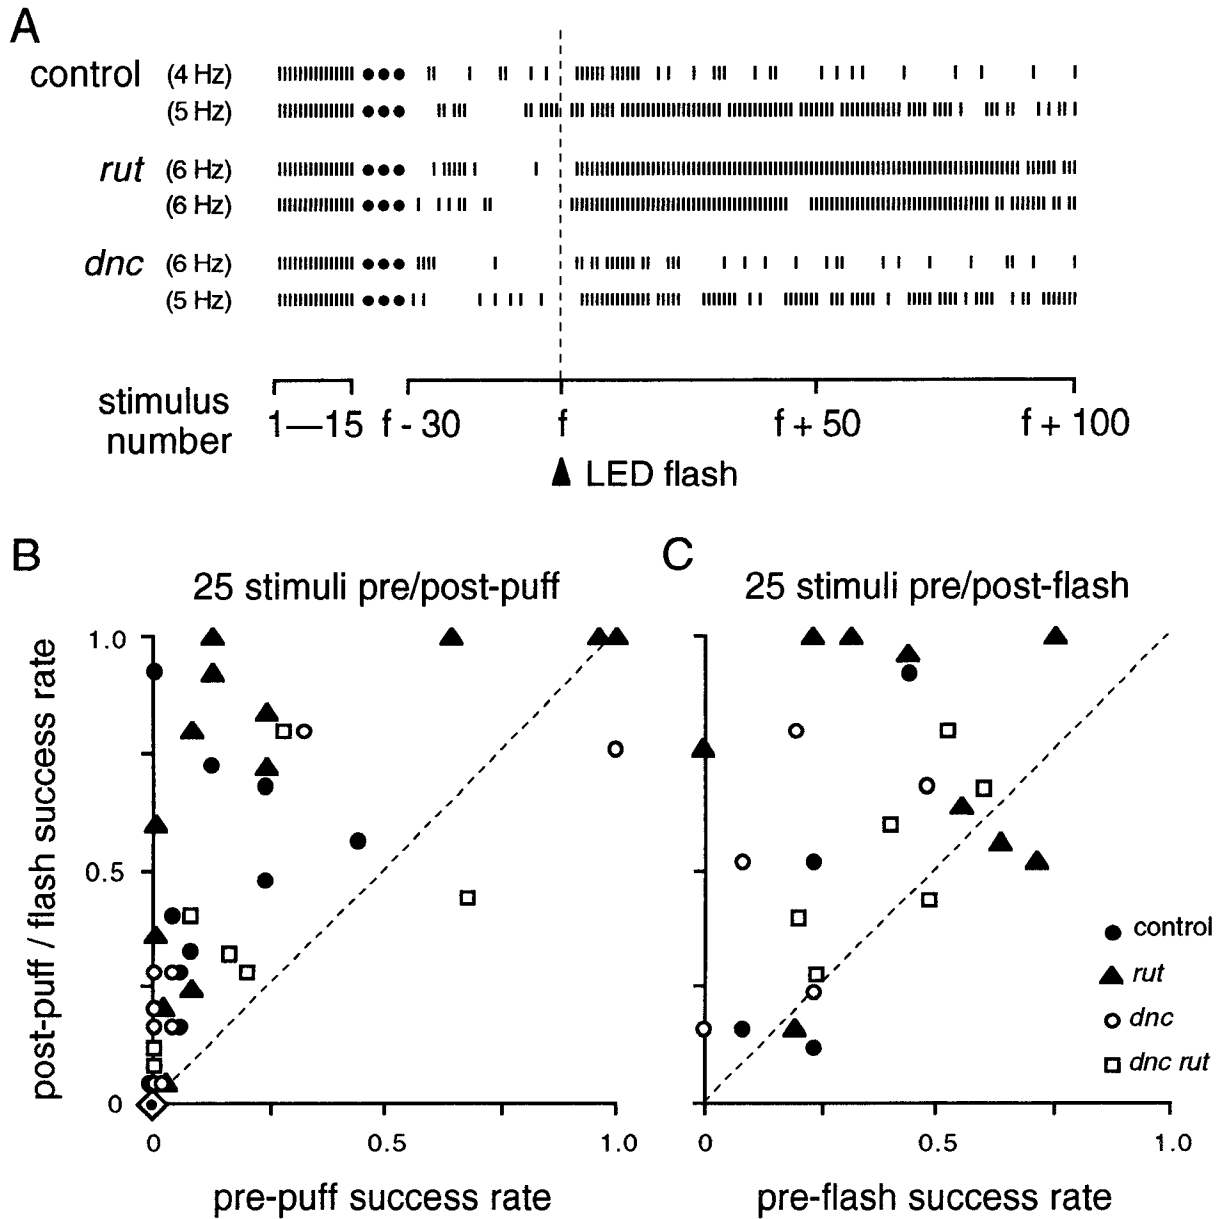 A
control (4 Hz)
(5 Hz)
rut (6 Hz)
(6 Hz)
dnc (6 Hz)
(5 Hz)
stimulus number
1—15 f - 30 f f + 50 f + 100
LED flash
B
25 stimuli pre/post-puff
post-puff / flash success rate
1.0
0.5
0
0 0.5 1.0
pre-puff success rate
C
25 stimuli pre/post-flash
control
rut
dnc
dnc rut
0 0.5 1.0
pre-flash success rate